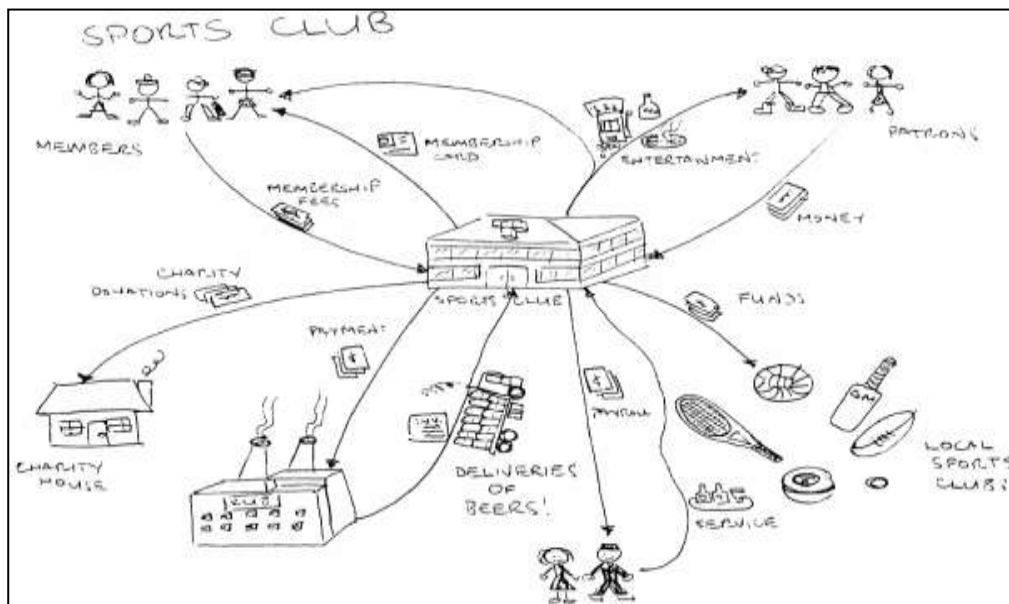 SPORTS CLUB
MEMBERS
PATRONS
MEMBERSHIP
CARD
ENTERTAINMENT
MEMBERSHIP
FEES
MONEY
CHARITY
DONATIONS
SPORTS CLUB
FUNDS
PAYMENT
PAYROLL
GM
CHARITY
HOUSE
DELIVERIES
OF
BEERS!
LOCAL
SPORTS
CLUBS
SERVICE